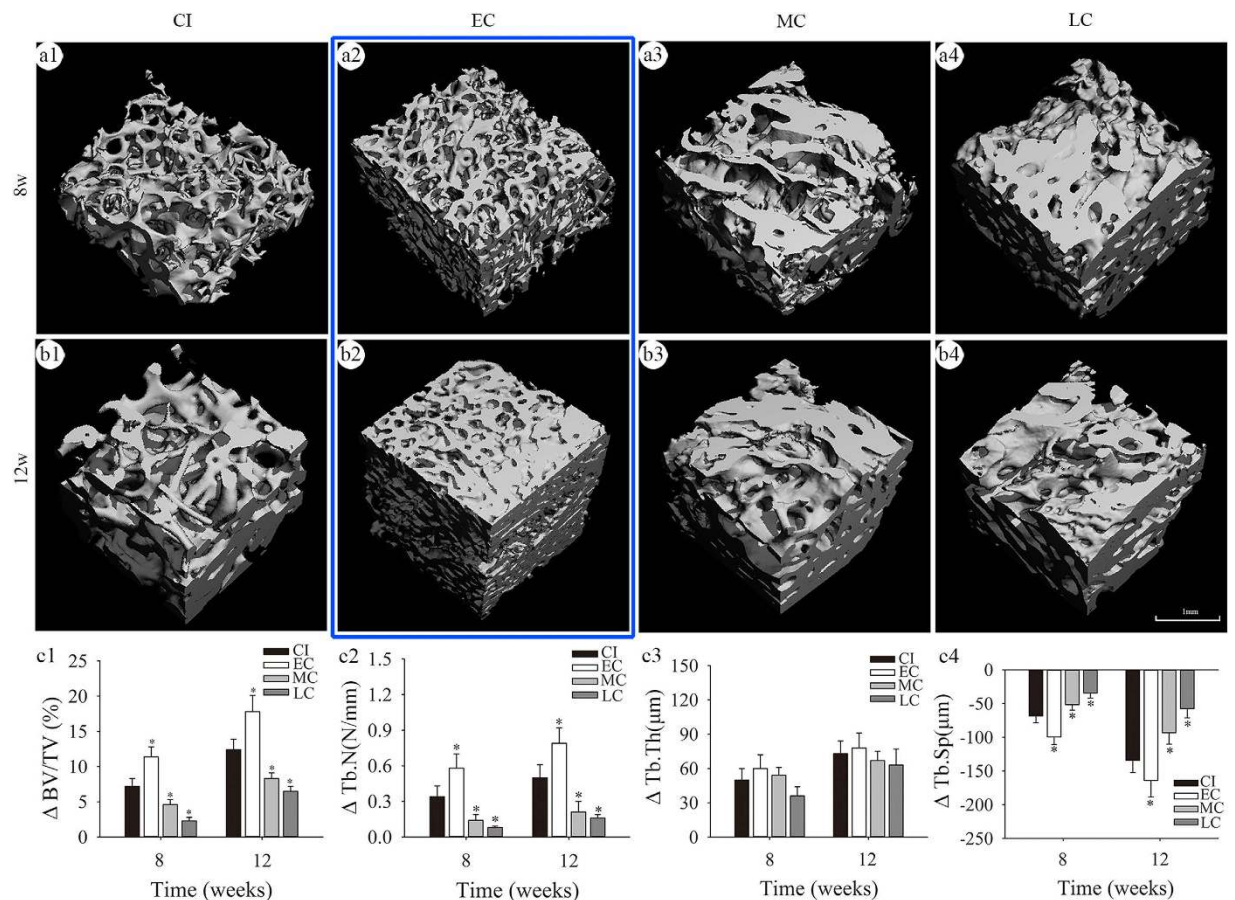 CI EC MC LC
a1 a2 a3 a4
8w
b1 b2 b3 b4
12w
1mm
c1
Δ BV/TV (%)
25
20
15
10
5
0
CI
EC
MC
LC
* * * * * *
8 12
Time (weeks)
c2
Δ Tb.N(N/mm)
1.5
1.2
0.9
0.6
0.3
0.0
CI
EC
MC
LC
* * * * * *
8 12
Time (weeks)
c3
Δ Tb.Th(μm)
150
120
90
60
30
0
CI
EC
MC
LC
8 12
Time (weeks)
c4
Δ Tb.Sp(μm)
0
-50
-100
-150
-200
-250
* * * * * *
CI
EC
MC
LC
8 12
Time (weeks)